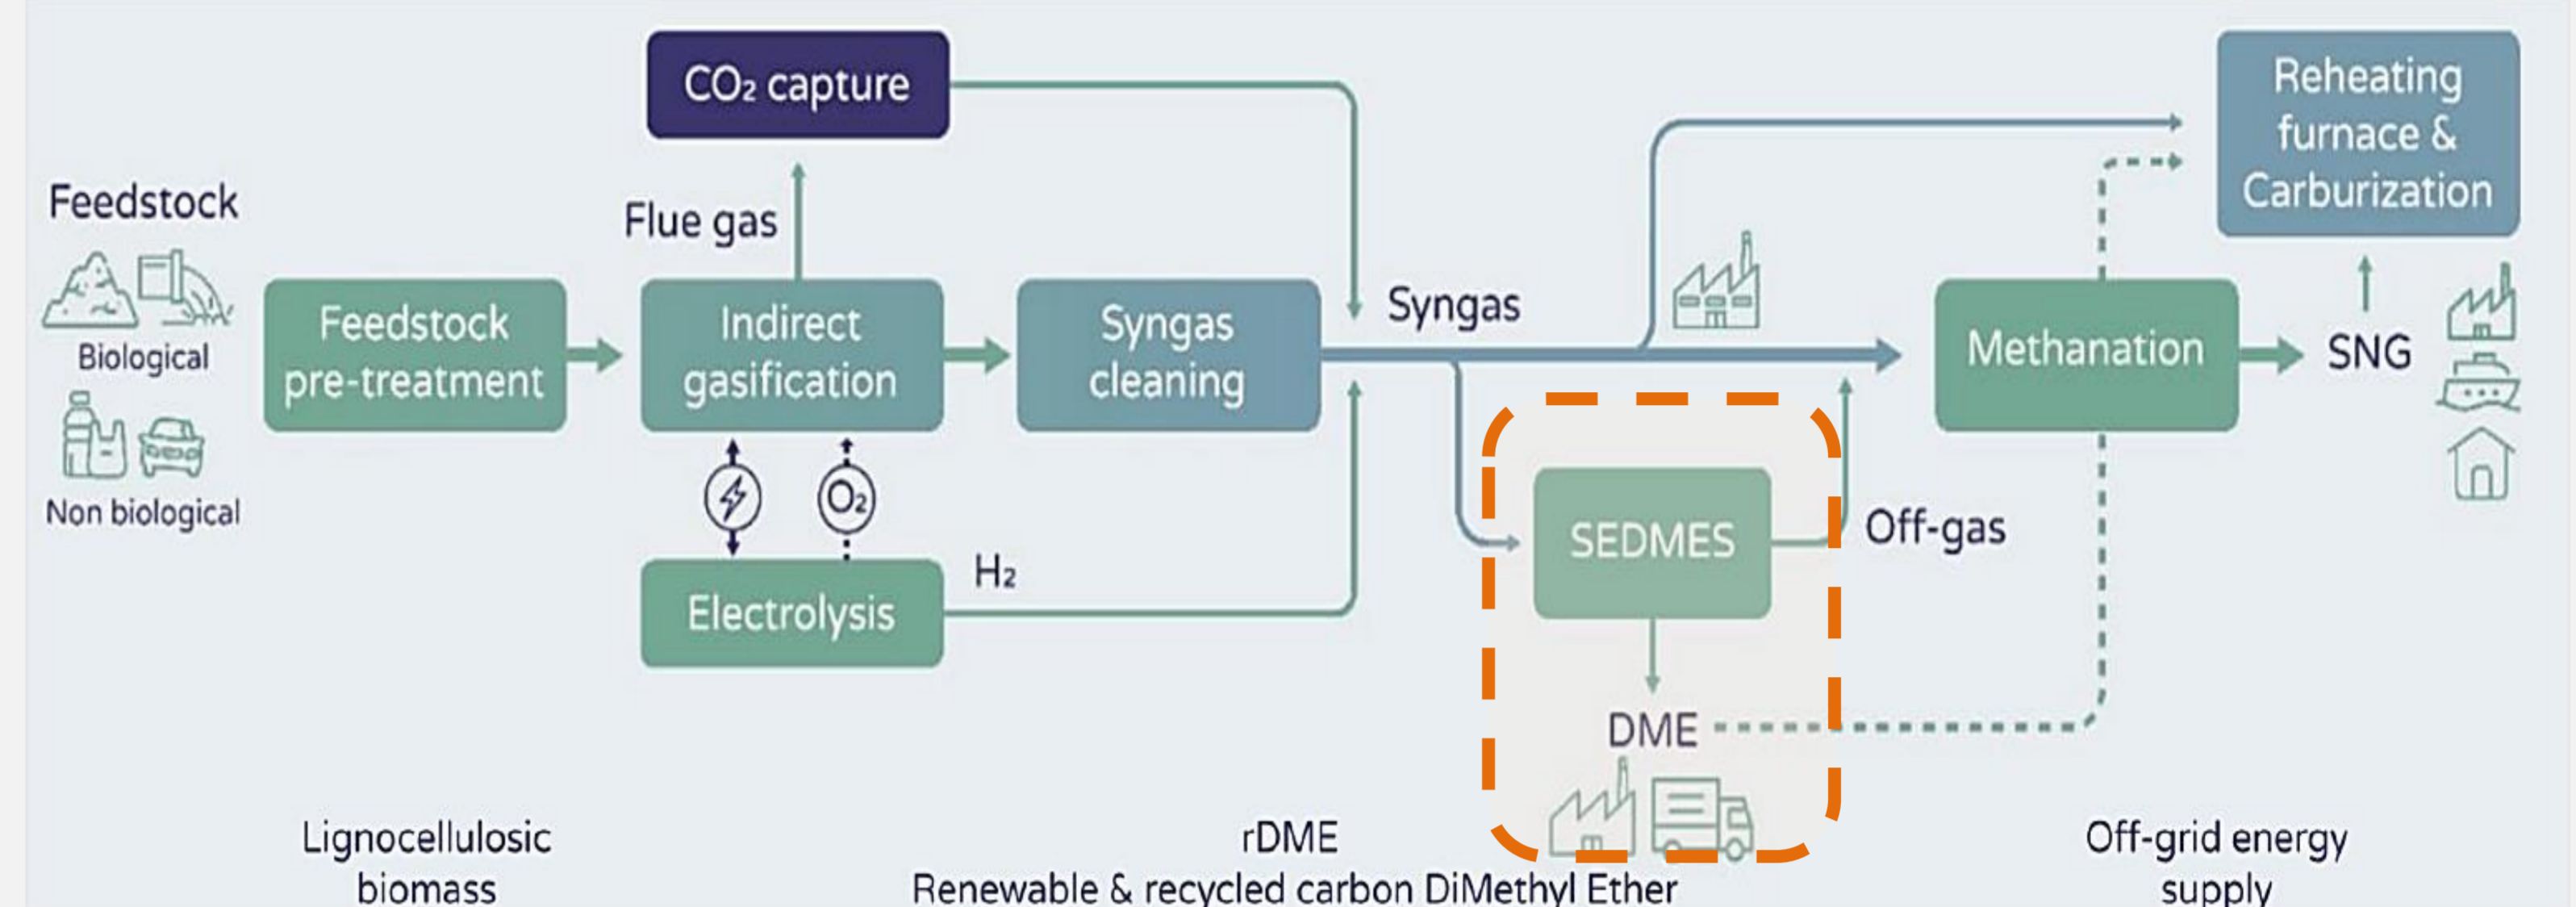 CO₂ capture
Reheating
furnace &
Carburization
Feedstock
Flue gas
Biological
Non biological
Feedstock
pre-treatment
Indirect
gasification
Syngas
cleaning
Syngas
Methanation
SNG
O₂
Electrolysis
H₂
SEDMES
Off-gas
DME
Lignocellulosic
biomass
rDME
Renewable & recycled carbon DiMethyl Ether
Off-grid energy
supply